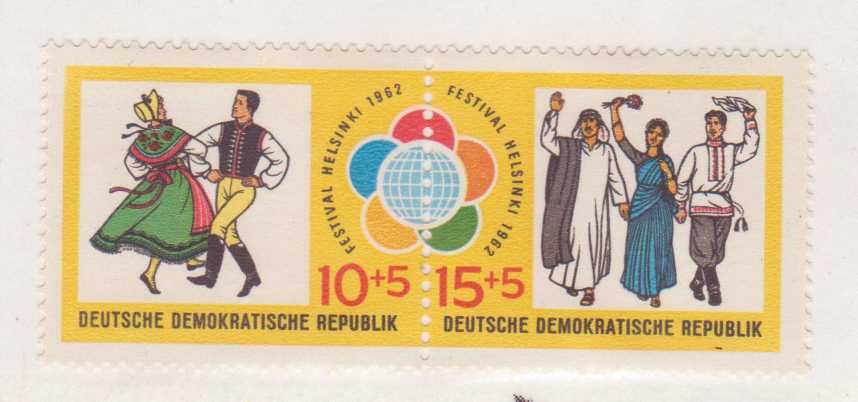 FESTIVAL HELSINKI 1962
10+5
DEUTSCHE DEMOKRATISCHE REPUBLIK
FESTIVAL HELSINKI 1962
15+5
DEUTSCHE DEMOKRATISCHE REPUBLIK